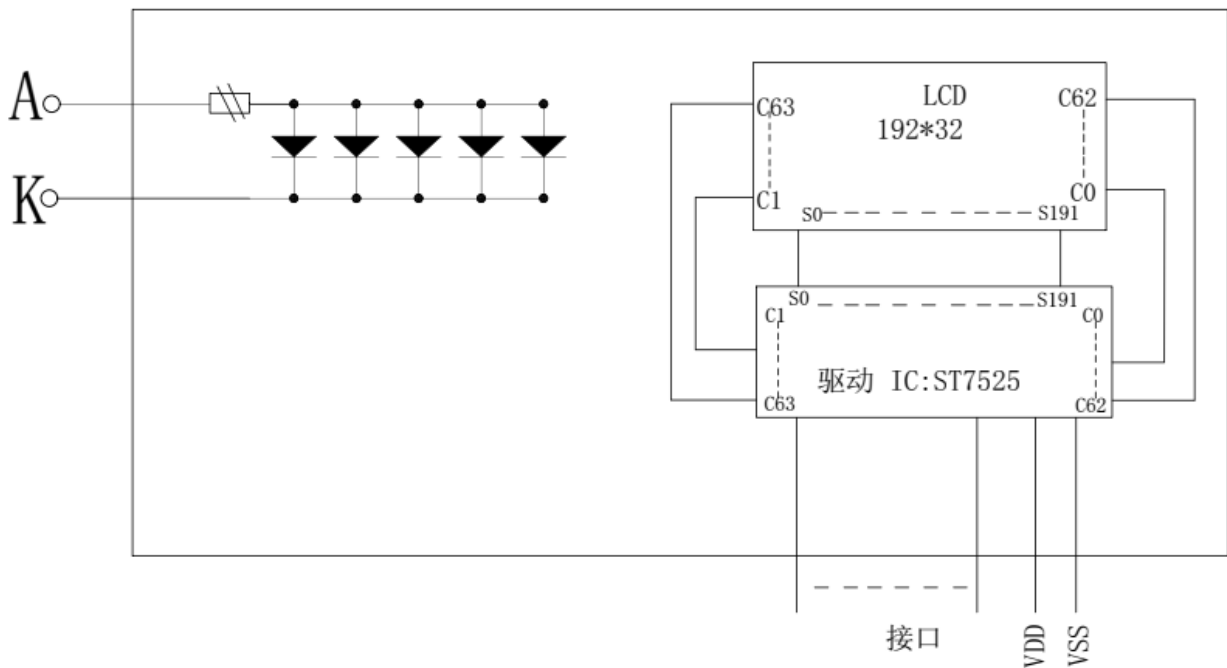 A
K
LCD
192*32
C63
C62
C1
C0
S0
S191
S0
S191
C1
C0
驱动 IC:ST7525
C63
C62
接口
VDD
VSS